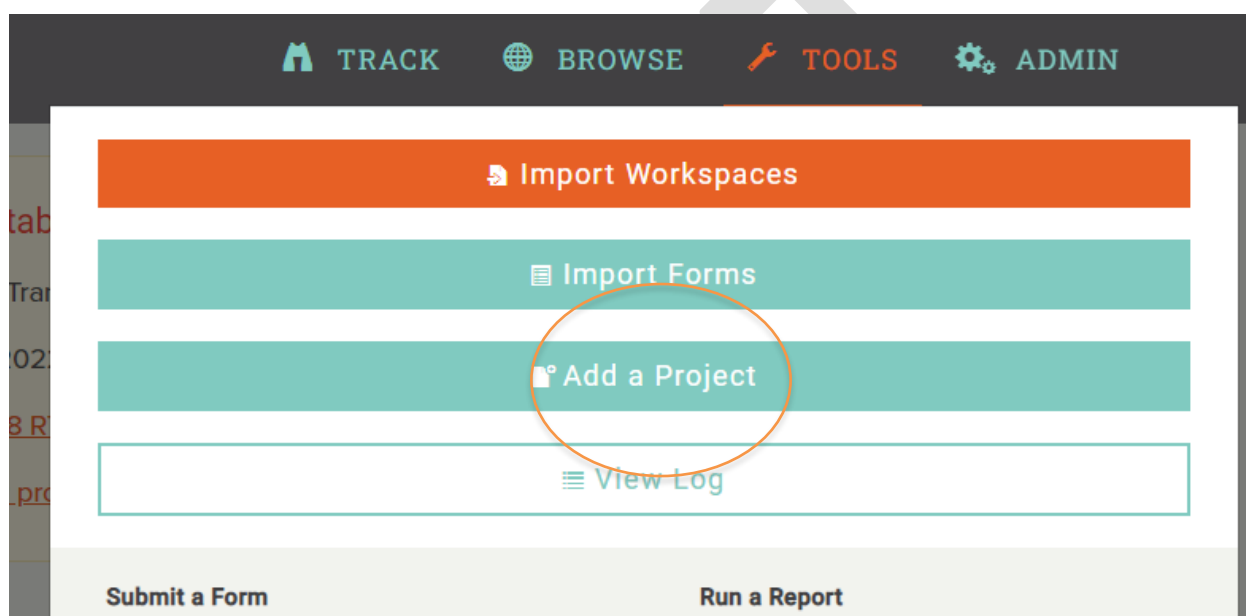 TRACK BROWSE TOOLS ADMIN
Import Workspaces
Import Forms
Add a Project
View Log
Submit a Form Run a Report